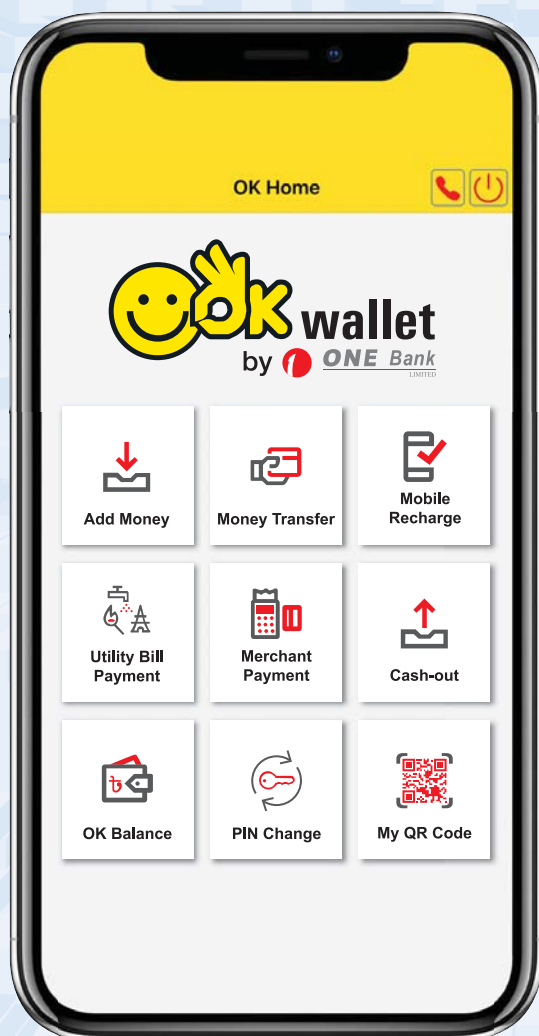 OK Home
OK wallet
by ONE Bank
LIMITED
Add Money
Money Transfer
Mobile
Recharge
Utility Bill
Payment
Merchant
Payment
Cash-out
৳
OK Balance
PIN Change
My QR Code